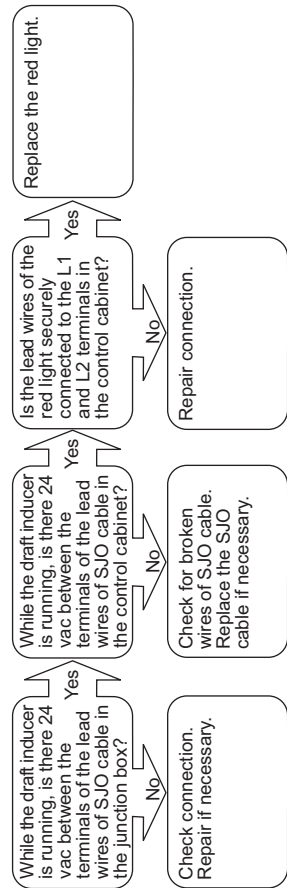 While the draft inducer
is running, is there 24
vac between the
terminals of the lead
wires of SJO cable in
the junction box?
Yes
No
Check connection.
Repair if necessary.
While the draft inducer
is running, is there 24
vac between the
terminals of the lead
wires of SJO cable in
the control cabinet?
Yes
No
Check for broken
wires of SJO cable.
Replace the SJO
cable if necessary.
Is the lead wires of the
red light securely
connected to the L1
and L2 terminals in
the control cabinet?
Yes
No
Repair connection.
Replace the red light.